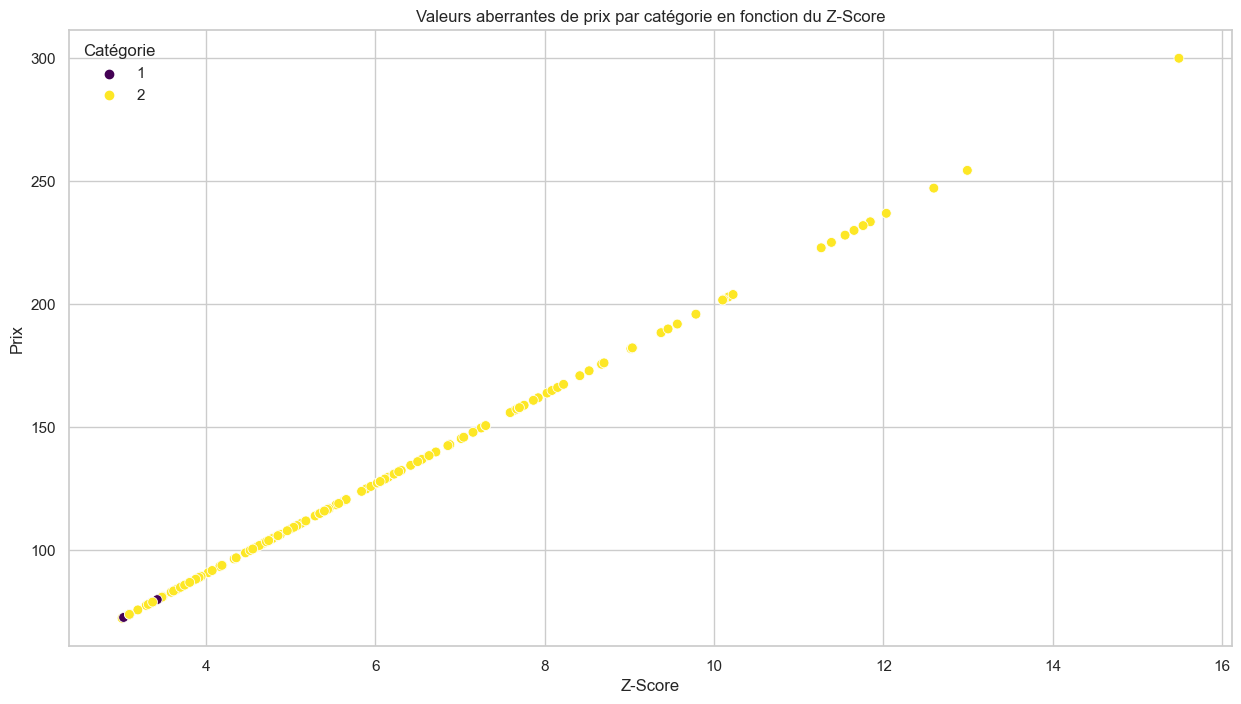 Valeurs aberrantes de prix par catégorie en fonction du Z-Score
Catégorie
1
2
Prix
300
250
200
150
100
4 6 8 10 12 14 16
Z-Score